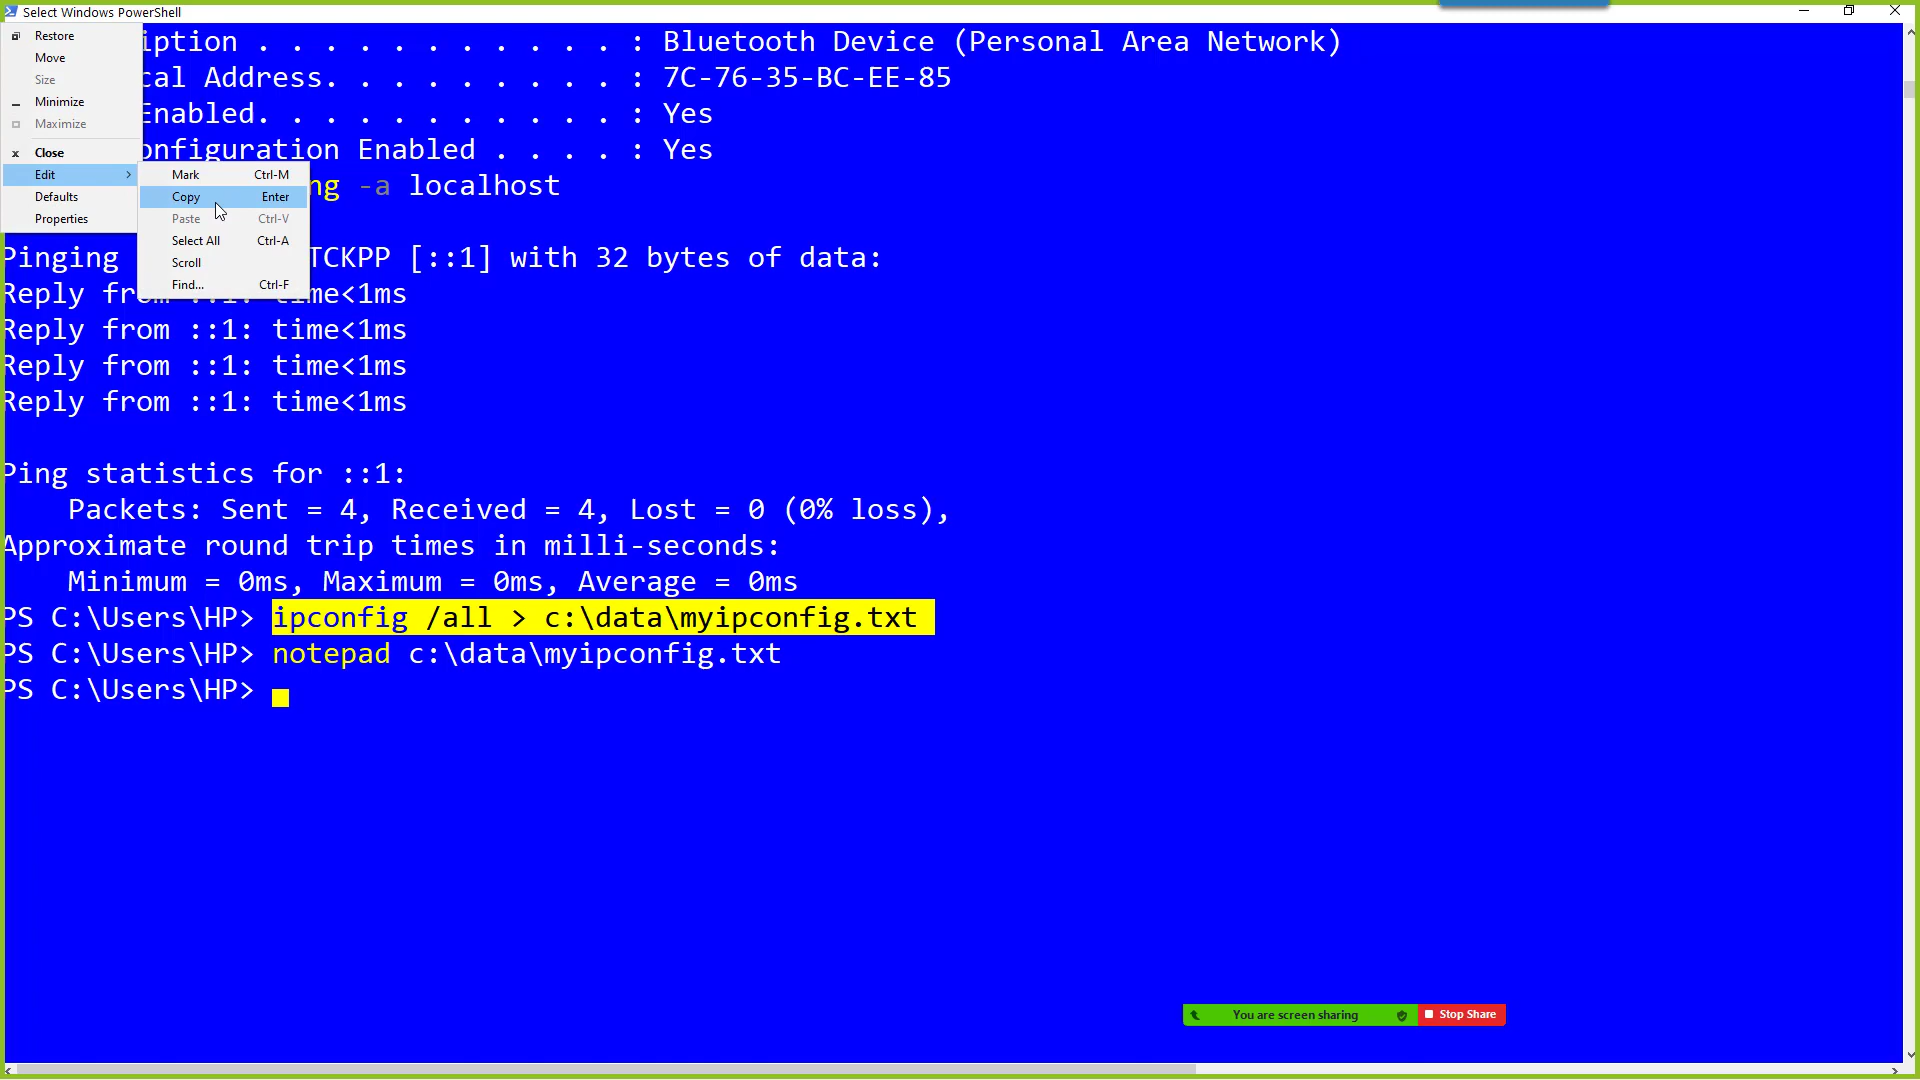 Select Windows PowerShell
Restore
Move
Size
Minimize
Maximize
Close
Edit
Defaults
Properties
Mark Ctrl-M
Copy Enter
Paste Ctrl-V
Select All Ctrl-A
Scroll
Find... Ctrl-F
iption . . . . . . . . . . . : Bluetooth Device (Personal Area Network)
cal Address. . . . . . . . . : 7C-76-35-BC-EE-85
Enabled. . . . . . . . . . . : Yes
onfiguration Enabled . . . . : Yes
ng -a localhost
Pinging TCKPP [::1] with 32 bytes of data:
Reply from ::1: time<1ms
Reply from ::1: time<1ms
Reply from ::1: time<1ms
Reply from ::1: time<1ms
Ping statistics for ::1:
Packets: Sent = 4, Received = 4, Lost = 0 (0% loss),
Approximate round trip times in milli-seconds:
Minimum = 0ms, Maximum = 0ms, Average = 0ms
PS C:\Users\HP> ipconfig /all > c:\data\myipconfig.txt
PS C:\Users\HP> notepad c:\data\myipconfig.txt
PS C:\Users\HP>
You are screen sharing Stop Share